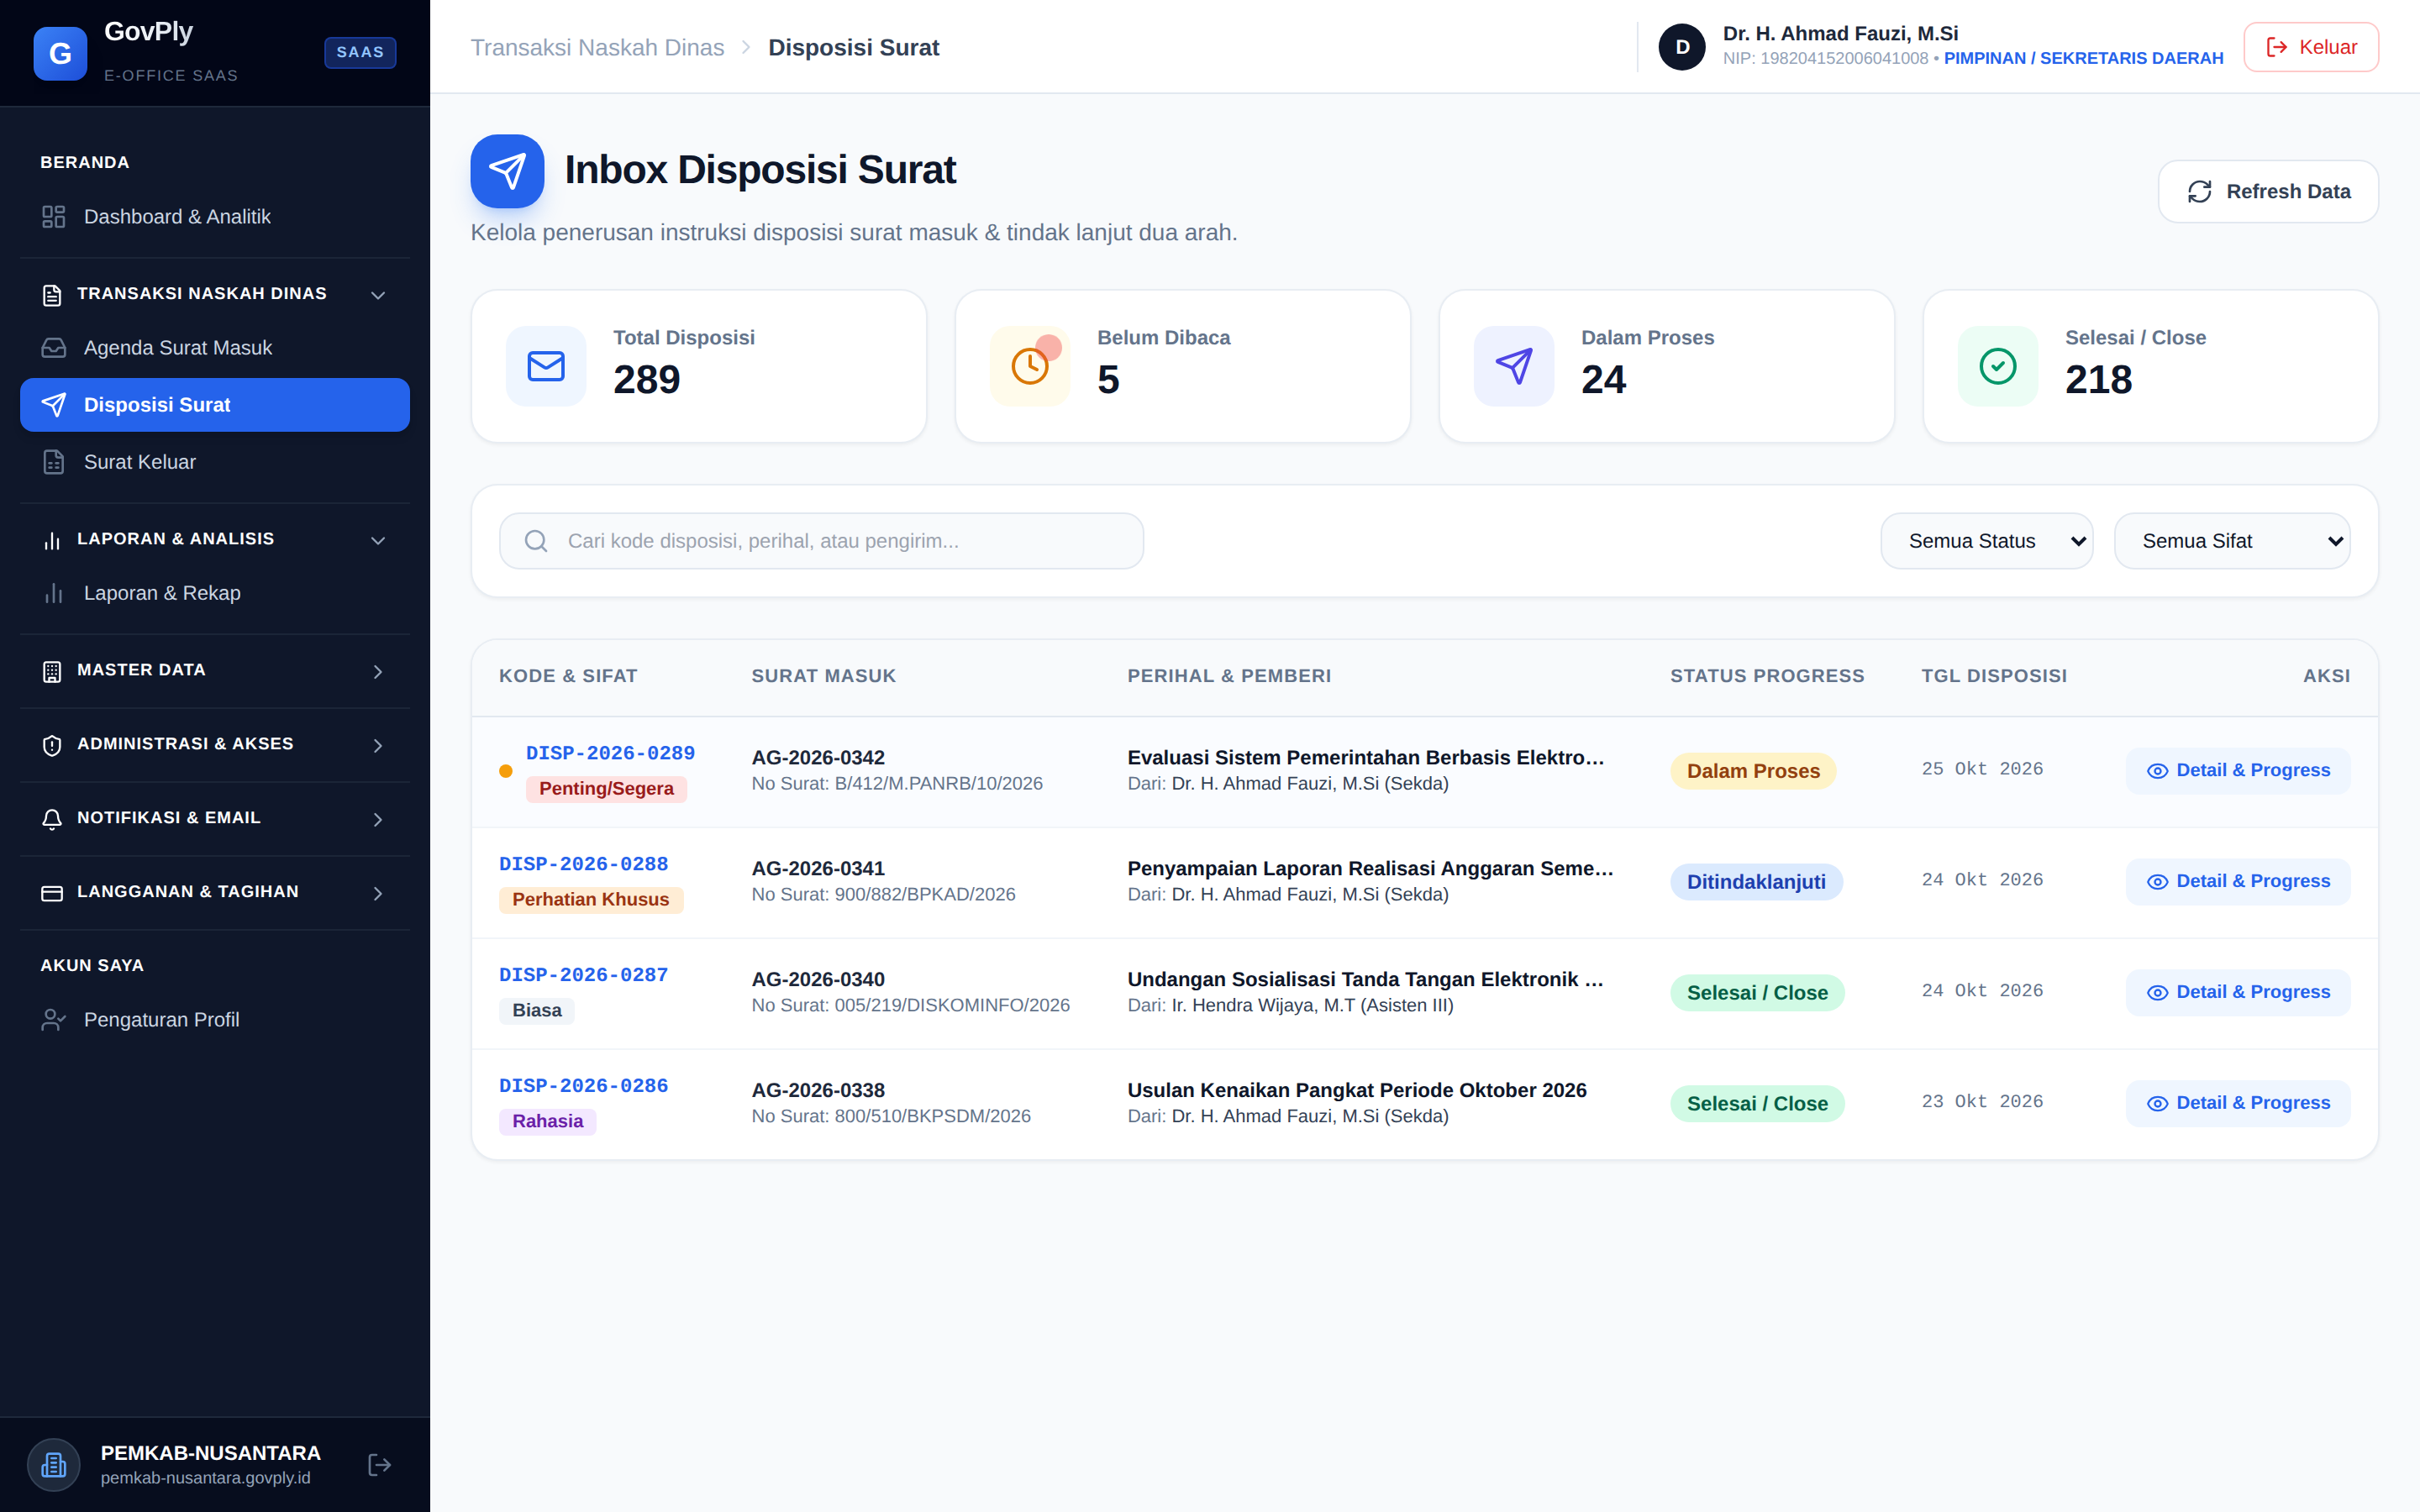 G
GovPly
E-OFFICE SAAS
SAAS
BERANDA
Dashboard & Analitik
TRANSAKSI NASKAH DINAS
Agenda Surat Masuk
Disposisi Surat
Surat Keluar
LAPORAN & ANALISIS
Laporan & Rekap
MASTER DATA
ADMINISTRASI & AKSES
NOTIFIKASI & EMAIL
LANGGANAN & TAGIHAN
AKUN SAYA
Pengaturan Profil
PEMKAB-NUSANTARA
pemkab-nusantara.govply.id
Transaksi Naskah Dinas
Disposisi Surat
D
Dr. H. Ahmad Fauzi, M.Si
NIP: 198204152006041008 • PIMPINAN / SEKRETARIS DAERAH
Keluar
Inbox Disposisi Surat
Kelola penerusan instruksi disposisi surat masuk & tindak lanjut dua arah.
Refresh Data
Total Disposisi
289
Belum Dibaca
5
Dalam Proses
24
Selesai / Close
218
Cari kode disposisi, perihal, atau pengirim...
Semua Status
Semua Sifat
KODE & SIFAT SURAT MASUK PERIHAL & PEMBERI STATUS PROGRESS TGL DISPOSISI AKSI
DISP-2026-0289
Penting/Segera
AG-2026-0342
No Surat: B/412/M.PANRB/10/2026
Evaluasi Sistem Pemerintahan Berbasis Elektro...
Dari: Dr. H. Ahmad Fauzi, M.Si (Sekda)
Dalam Proses
25 Okt 2026
Detail & Progress
DISP-2026-0288
Perhatian Khusus
AG-2026-0341
No Surat: 900/882/BPKAD/2026
Penyampaian Laporan Realisasi Anggaran Seme...
Dari: Dr. H. Ahmad Fauzi, M.Si (Sekda)
Ditindaklanjuti
24 Okt 2026
Detail & Progress
DISP-2026-0287
Biasa
AG-2026-0340
No Surat: 005/219/DISKOMINFO/2026
Undangan Sosialisasi Tanda Tangan Elektronik ...
Dari: Ir. Hendra Wijaya, M.T (Asisten III)
Selesai / Close
24 Okt 2026
Detail & Progress
DISP-2026-0286
Rahasia
AG-2026-0338
No Surat: 800/510/BKPSDM/2026
Usulan Kenaikan Pangkat Periode Oktober 2026
Dari: Dr. H. Ahmad Fauzi, M.Si (Sekda)
Selesai / Close
23 Okt 2026
Detail & Progress